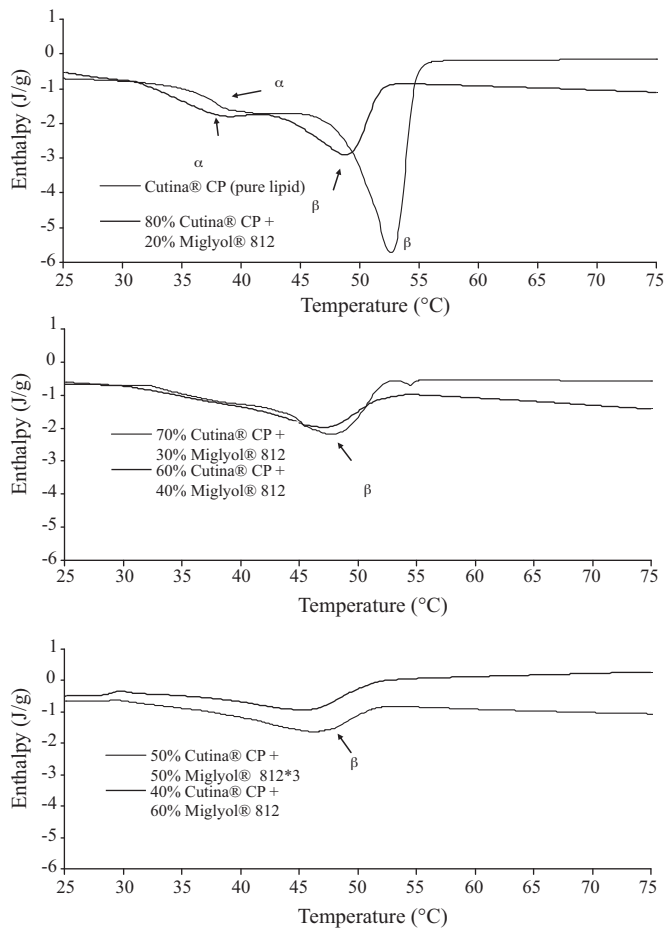 1
0
-1
-2
-3
-4
-5
-6
Enthalpy (J/g)
α
α
β
β
Cutina® CP (pure lipid)
80% Cutina® CP +
20% Miglyol® 812
25 30 35 40 45 50 55 60 65 70 75
Temperature (°C)
1
0
-1
-2
-3
-4
-5
-6
Enthalpy (J/g)
70% Cutina® CP +
30% Miglyol® 812
60% Cutina® CP +
40% Miglyol® 812
β
25 30 35 40 45 50 55 60 65 70 75
Temperature (°C)
1
0
-1
-2
-3
-4
-5
-6
Enthalpy (J/g)
50% Cutina® CP +
50% Miglyol® 812*3
40% Cutina® CP +
60% Miglyol® 812
β
25 30 35 40 45 50 55 60 65 70 75
Temperature (°C)